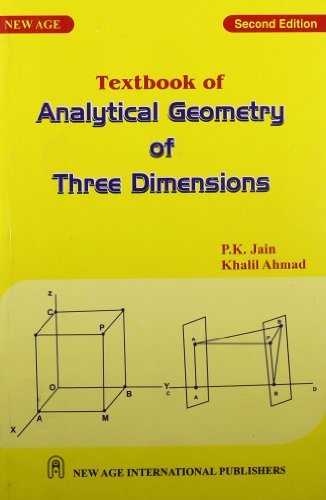 NEW AGE
Second Edition
Textbook of
Analytical Geometry
of
Three Dimensions
P.K. Jain
Khalil Ahmad
Z
C
P
O
B
Y
A
M
X
A
P
B
C
A
B
D
NEW AGE INTERNATIONAL PUBLISHERS